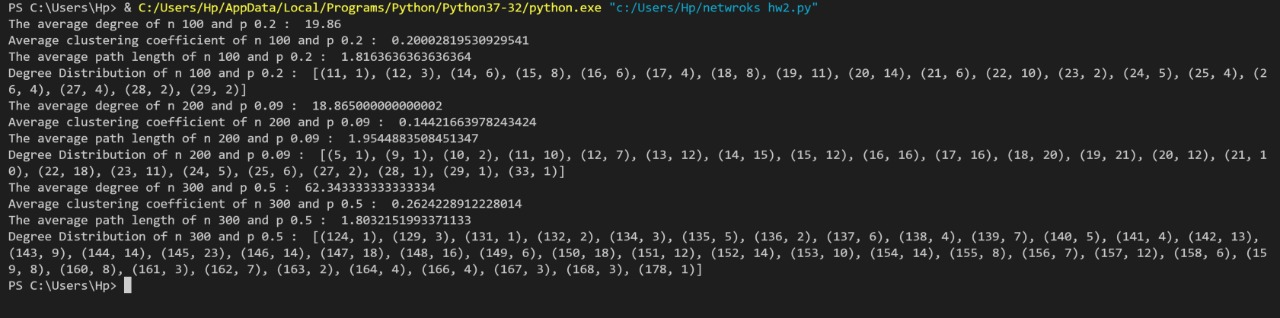 PS C:\Users\Hp> & C:/Users/Hp/AppData/Local/Programs/Python/Python37-32/python.exe "c:/Users/Hp/netwroks hw2.py"
The average degree of n 100 and p 0.2 :  19.86
Average clustering coefficient of n 100 and p 0.2 :  0.20002819530929541
The average path length of n 100 and p 0.2 :  1.8163636363636364
Degree Distribution of n 100 and p 0.2 :  [(11, 1), (12, 3), (14, 6), (15, 8), (16, 6), (17, 4), (18, 8), (19, 11), (20, 14), (21, 6), (22, 10), (23, 2), (24, 5), (25, 4), (2
6, 4), (27, 4), (28, 2), (29, 2)]
The average degree of n 200 and p 0.09 :  18.865000000000002
Average clustering coefficient of n 200 and p 0.09 :  0.14421663978243424
The average path length of n 200 and p 0.09 :  1.9544883508451347
Degree Distribution of n 200 and p 0.09 :  [(5, 1), (9, 1), (10, 2), (11, 10), (12, 7), (13, 12), (14, 15), (15, 12), (16, 16), (17, 16), (18, 20), (19, 21), (20, 12), (21, 1
0), (22, 18), (23, 11), (24, 5), (25, 6), (27, 2), (28, 1), (29, 1), (33, 1)]
The average degree of n 300 and p 0.5 :  62.343333333333334
Average clustering coefficient of n 300 and p 0.5 :  0.2624228912228014
The average path length of n 300 and p 0.5 :  1.8032151993371133
Degree Distribution of n 300 and p 0.5 :  [(124, 1), (129, 3), (131, 1), (132, 2), (134, 3), (135, 5), (136, 2), (137, 6), (138, 4), (139, 7), (140, 5), (141, 4), (142, 13),
(143, 9), (144, 14), (145, 23), (146, 14), (147, 18), (148, 16), (149, 6), (150, 18), (151, 12), (152, 14), (153, 10), (154, 14), (155, 8), (156, 7), (157, 12), (158, 6), (15
9, 8), (160, 8), (161, 3), (162, 7), (163, 2), (164, 4), (166, 4), (167, 3), (168, 3), (178, 1)]
PS C:\Users\Hp>